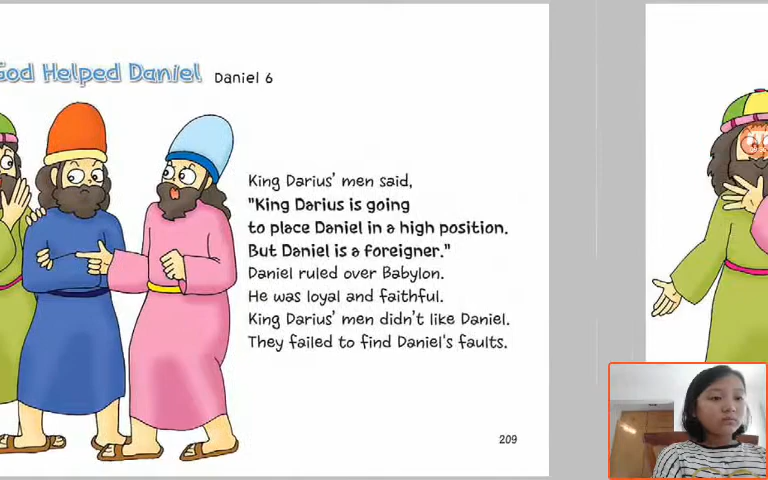 God Helped Daniel Daniel 6
King Darius' men said,
"King Darius is going
to place Daniel in a high position.
But Daniel is a foreigner."
Daniel ruled over Babylon.
He was loyal and faithful.
King Darius' men didn't like Daniel.
They failed to find Daniel's faults.
209